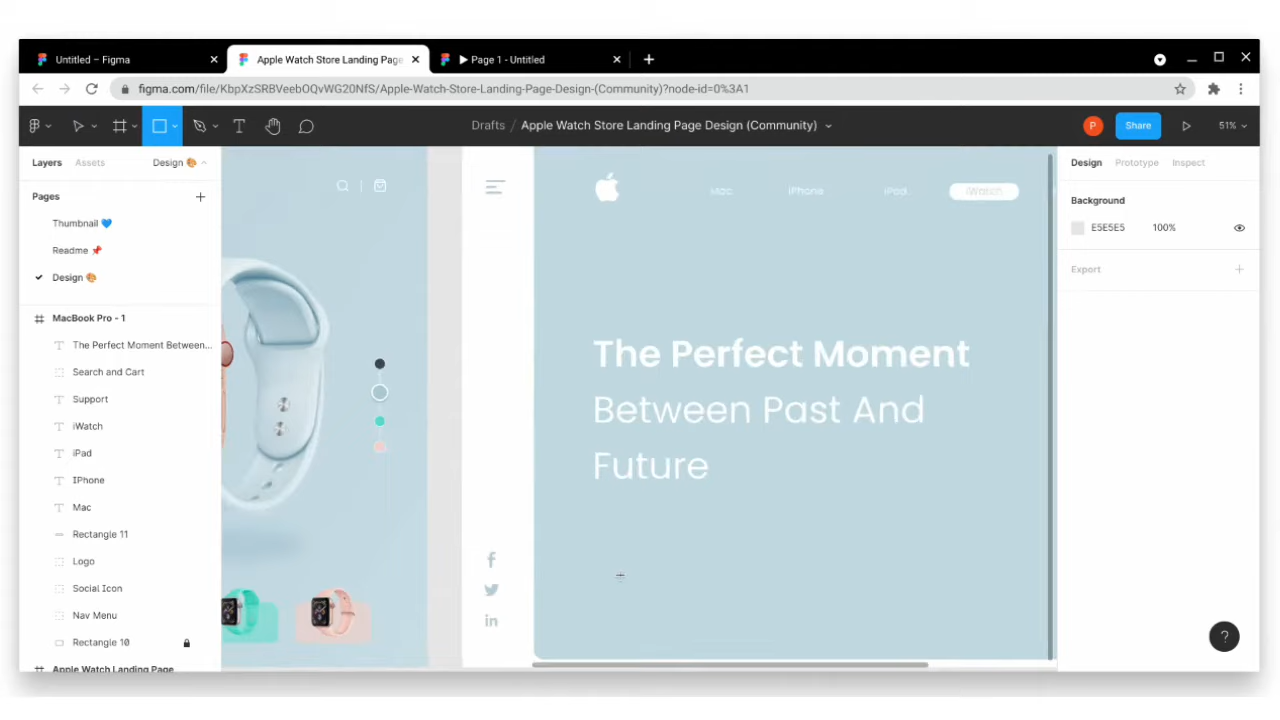 Untitled – Figma
Apple Watch Store Landing Page
Page 1 - Untitled
figma.com/file/KbpXzSRBVeebOQvWG20NfS/Apple-Watch-Store-Landing-Page-Design-(Community)?node-id=0%3A1
Drafts / Apple Watch Store Landing Page Design (Community)
P
Share
51%
Layers
Assets
Design 🎨
Pages
Thumbnail 💙
Readme 📌
Design 🎨
MacBook Pro - 1
The Perfect Moment Between...
Search and Cart
Support
iWatch
iPad
IPhone
Mac
Rectangle 11
Logo
Social Icon
Nav Menu
Rectangle 10
Apple Watch Landing Page
Mac
iPhone
iPad
iWatch
The Perfect Moment
Between Past And
Future
f
in
Design
Prototype
Inspect
Background
E5E5E5
100%
Export
?